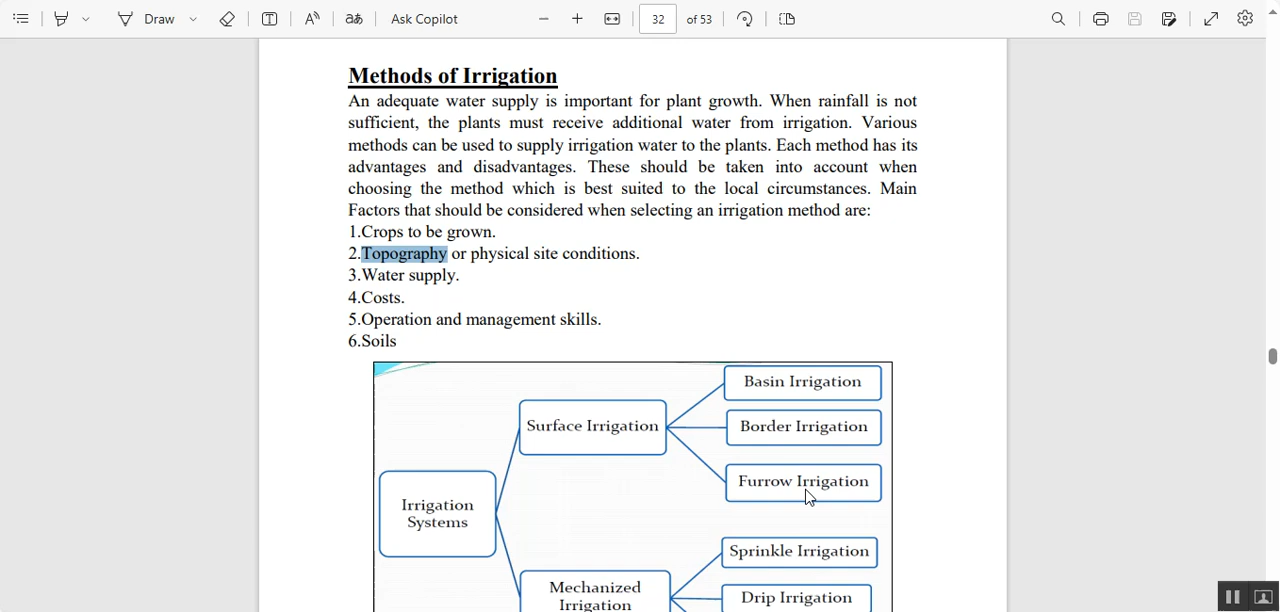 Draw
Ask Copilot
32 of 53
Methods of Irrigation
An adequate water supply is important for plant growth. When rainfall is not
sufficient, the plants must receive additional water from irrigation. Various
methods can be used to supply irrigation water to the plants. Each method has its
advantages and disadvantages. These should be taken into account when
choosing the method which is best suited to the local circumstances. Main
Factors that should be considered when selecting an irrigation method are:
1.Crops to be grown.
2.Topography or physical site conditions.
3.Water supply.
4.Costs.
5.Operation and management skills.
6.Soils
Basin Irrigation
Surface Irrigation
Border Irrigation
Furrow Irrigation
Irrigation
Systems
Sprinkle Irrigation
Mechanized
Irrigation
Drip Irrigation